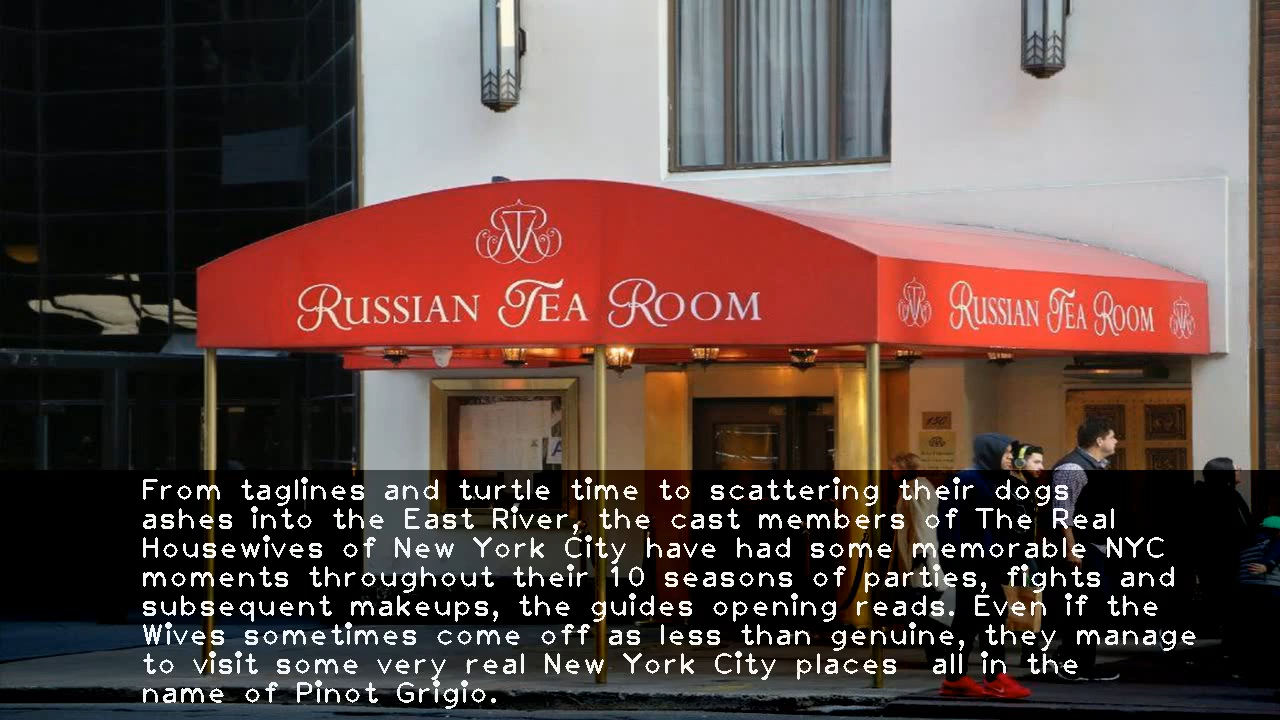 RUSSIAN TEA ROOM
RUSSIAN TEA ROOM
150
From taglines and turtle time to scattering their dogs
ashes into the East River, the cast members of The Real
Housewives of New York City have had some memorable NYC
moments throughout their 10 seasons of parties, fights and
subsequent makeups, the guides opening reads. Even if the
Wives sometimes come off as less than genuine, they manage
to visit some very real New York City places all in the
name of Pinot Grigio.